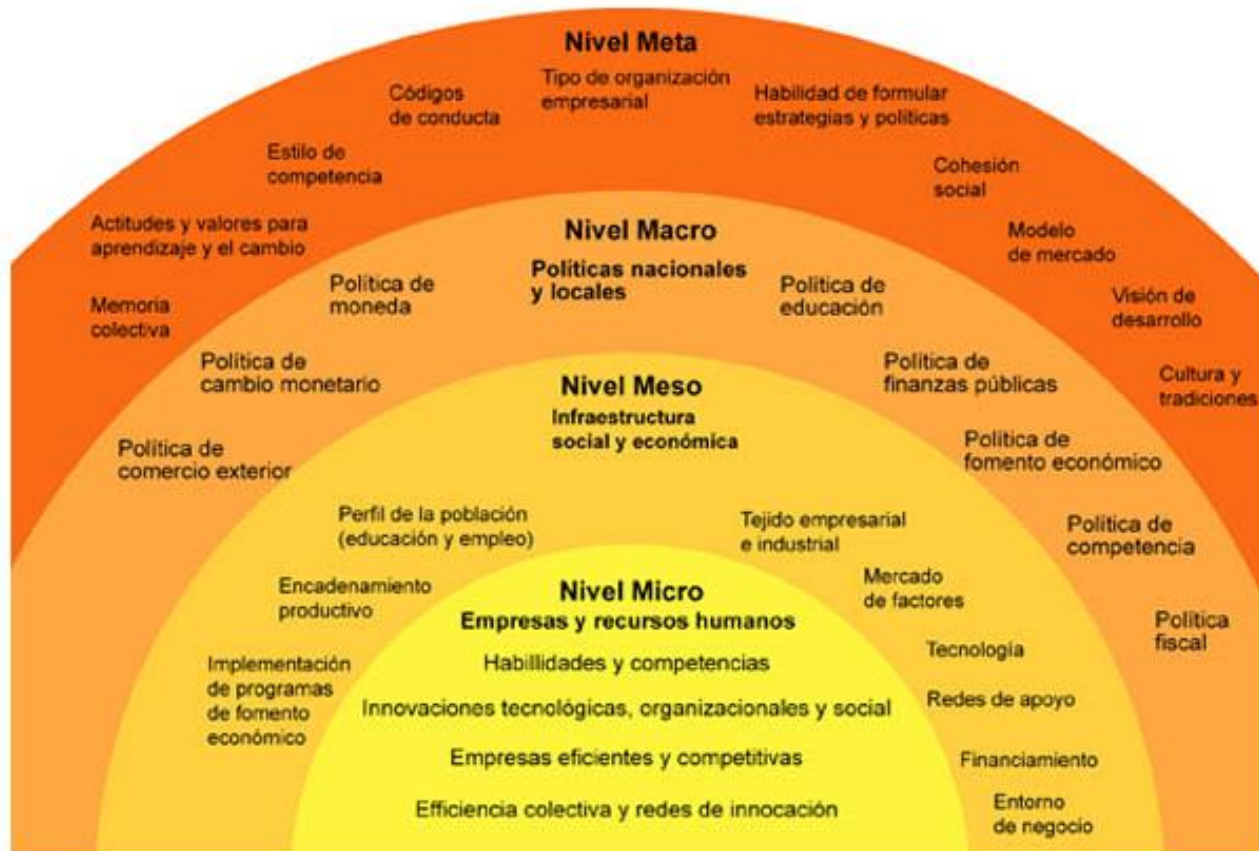 Nivel Meta
Tipo de organización
empresarial
Códigos
de conducta
Habilidad de formular
estrategias y políticas
Estilo de
competencia
Cohesión
social
Actitudes y valores para
aprendizaje y el cambio
Modelo
de mercado
Memoria
colectiva
Visión de
desarrollo
Cultura y
tradiciones
Nivel Macro
Políticas nacionales
y locales
Política de
moneda
Política de
educación
Política de
cambio monetario
Política de
finanzas públicas
Política de
comercio exterior
Política de
fomento económico
Política de
competencia
Política
fiscal
Nivel Meso
Infraestructura
social y económica
Perfil de la población
(educación y empleo)
Tejido empresarial
e industrial
Encadenamiento
productivo
Mercado
de factores
Implementación
de programas
de fomento
económico
Tecnología
Redes de apoyo
Financiamiento
Entorno
de negocio
Nivel Micro
Empresas y recursos humanos
Habillidades y competencias
Innovaciones tecnológicas, organizacionales y social
Empresas eficientes y competitivas
Efficiencia colectiva y redes de innocación